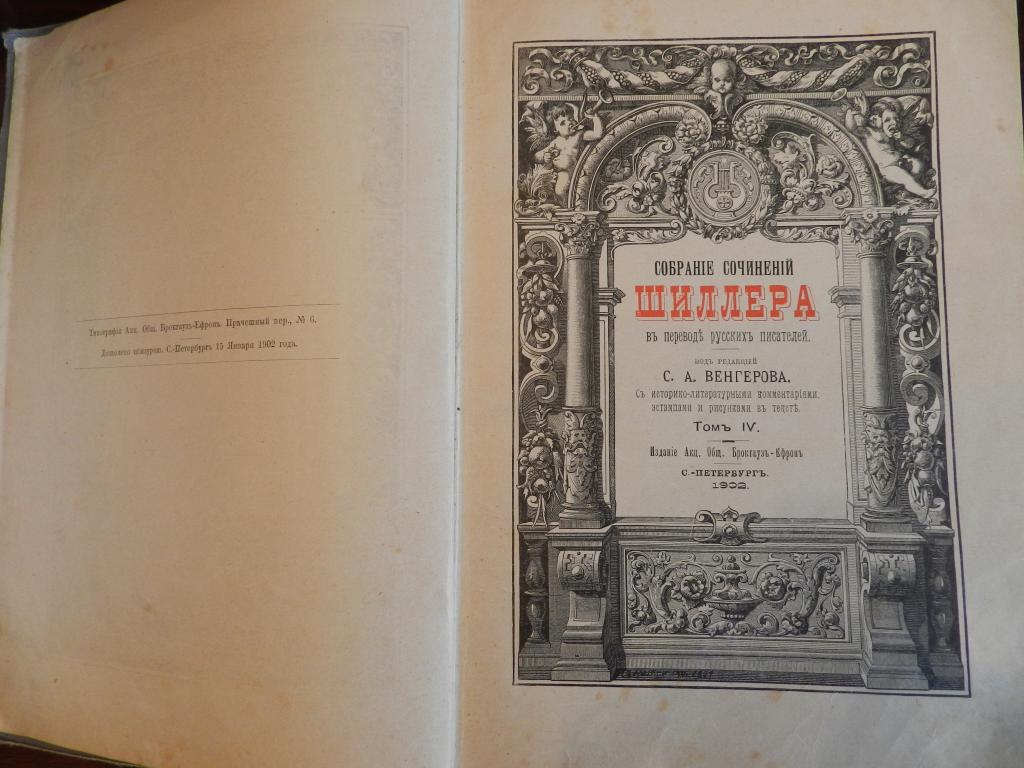 Типографія Акц. Общ. Брокгаузъ-Ефронъ. Прачешный пер., № 6.
Дозволено цензурою. С.-Петербургъ 15 Января 1902 года.
СОБРАНІЕ СОЧИНЕНІЙ
ШИЛЛЕРА
въ переводѣ русскихъ писателей.
ПОДЪ РЕДАКЦІЕЙ
С. А. ВЕНГЕРОВА.
Съ историко-литературными комментаріями,
эстампами и рисунками въ текстѣ.
Томъ IV.
Изданіе Акц. Общ. Брокгаузъ-Ефронъ
С.-ПЕТЕРБУРГЪ.
1902.